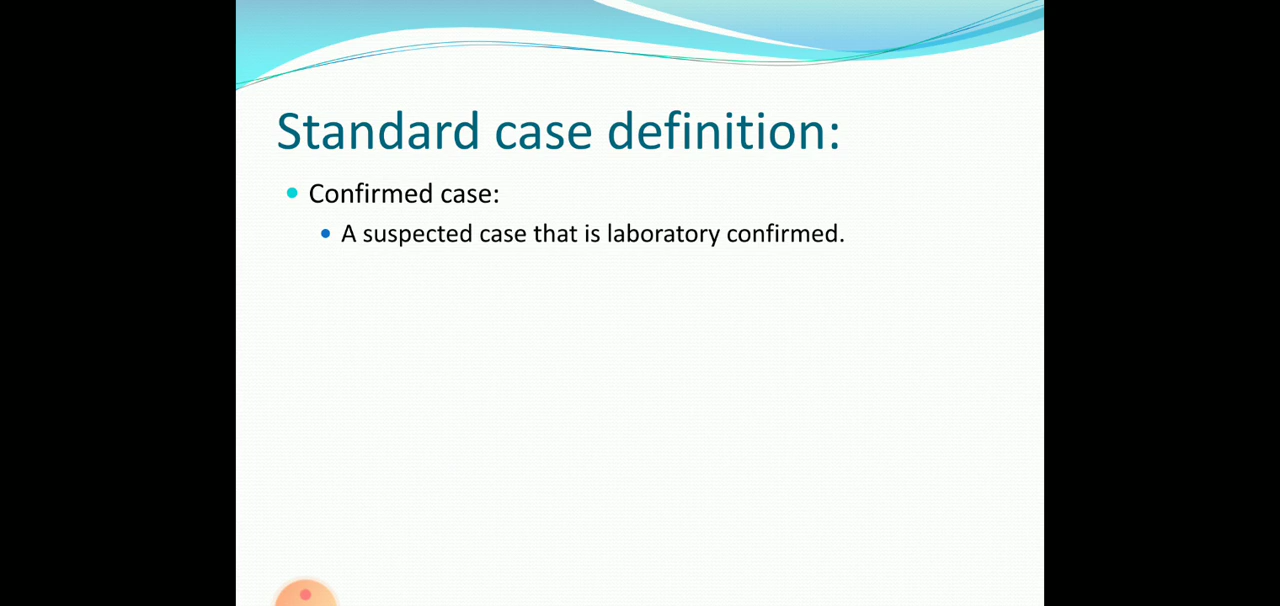 Standard case definition:
Confirmed case:
A suspected case that is laboratory confirmed.